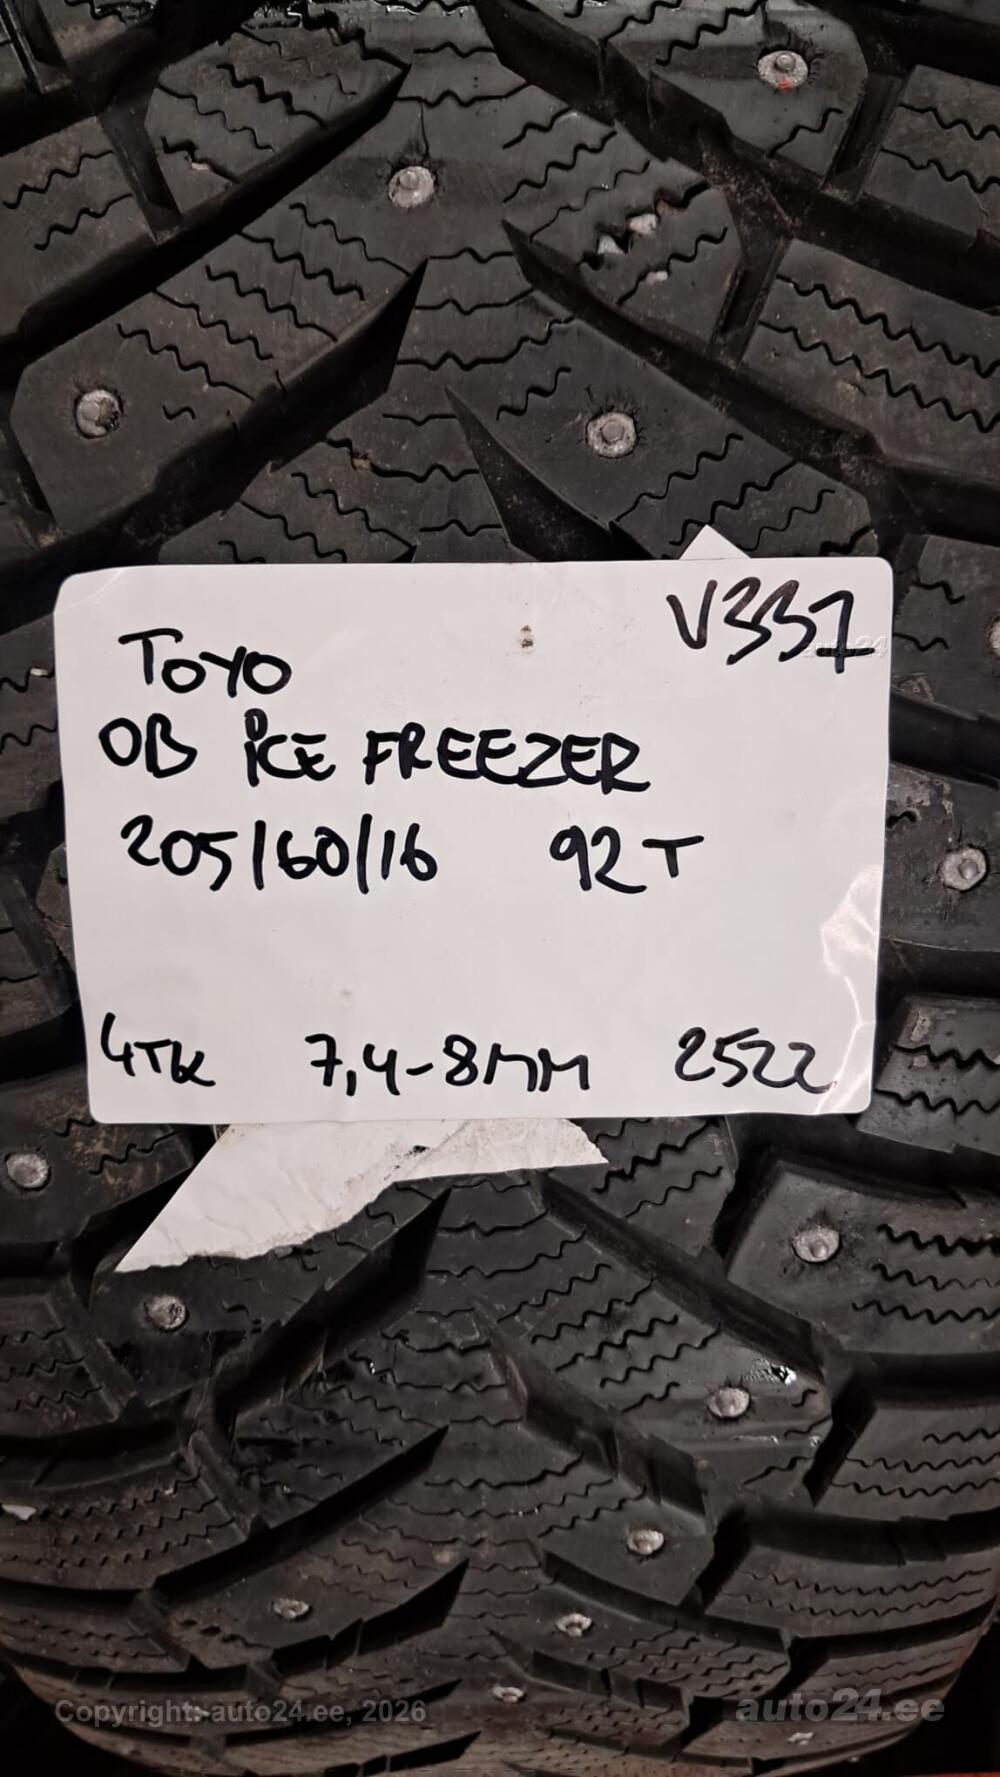 V337
auto24
TOYO
OB ICE FREEZER
205/60/16 92T
4TK 7,4-8MM 2522
Copyright: auto24.ee, 2026
auto24.ee